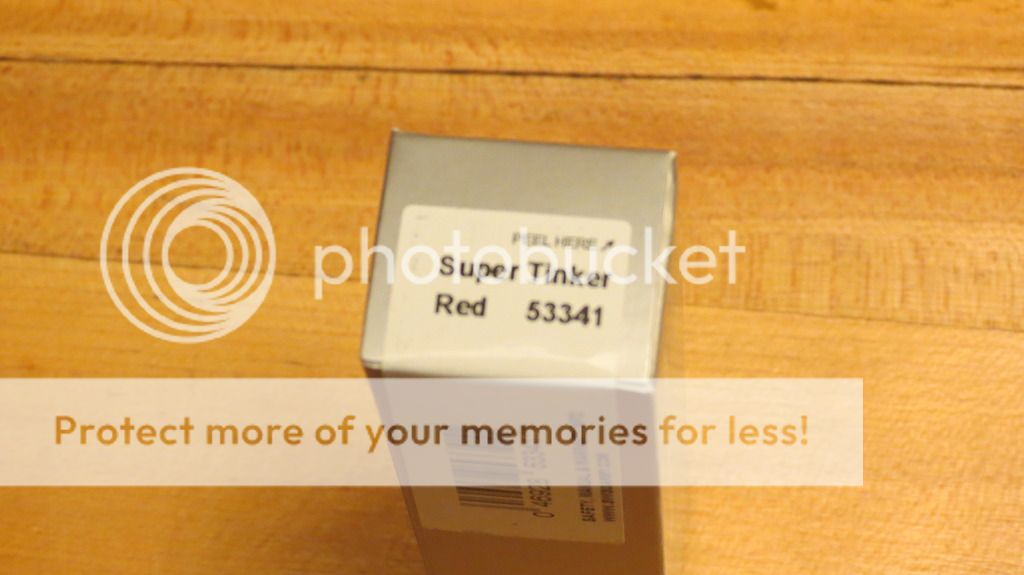 PEEL HERE
photobucket
Super Tinker
Red 53341
Protect more of your memories for less!